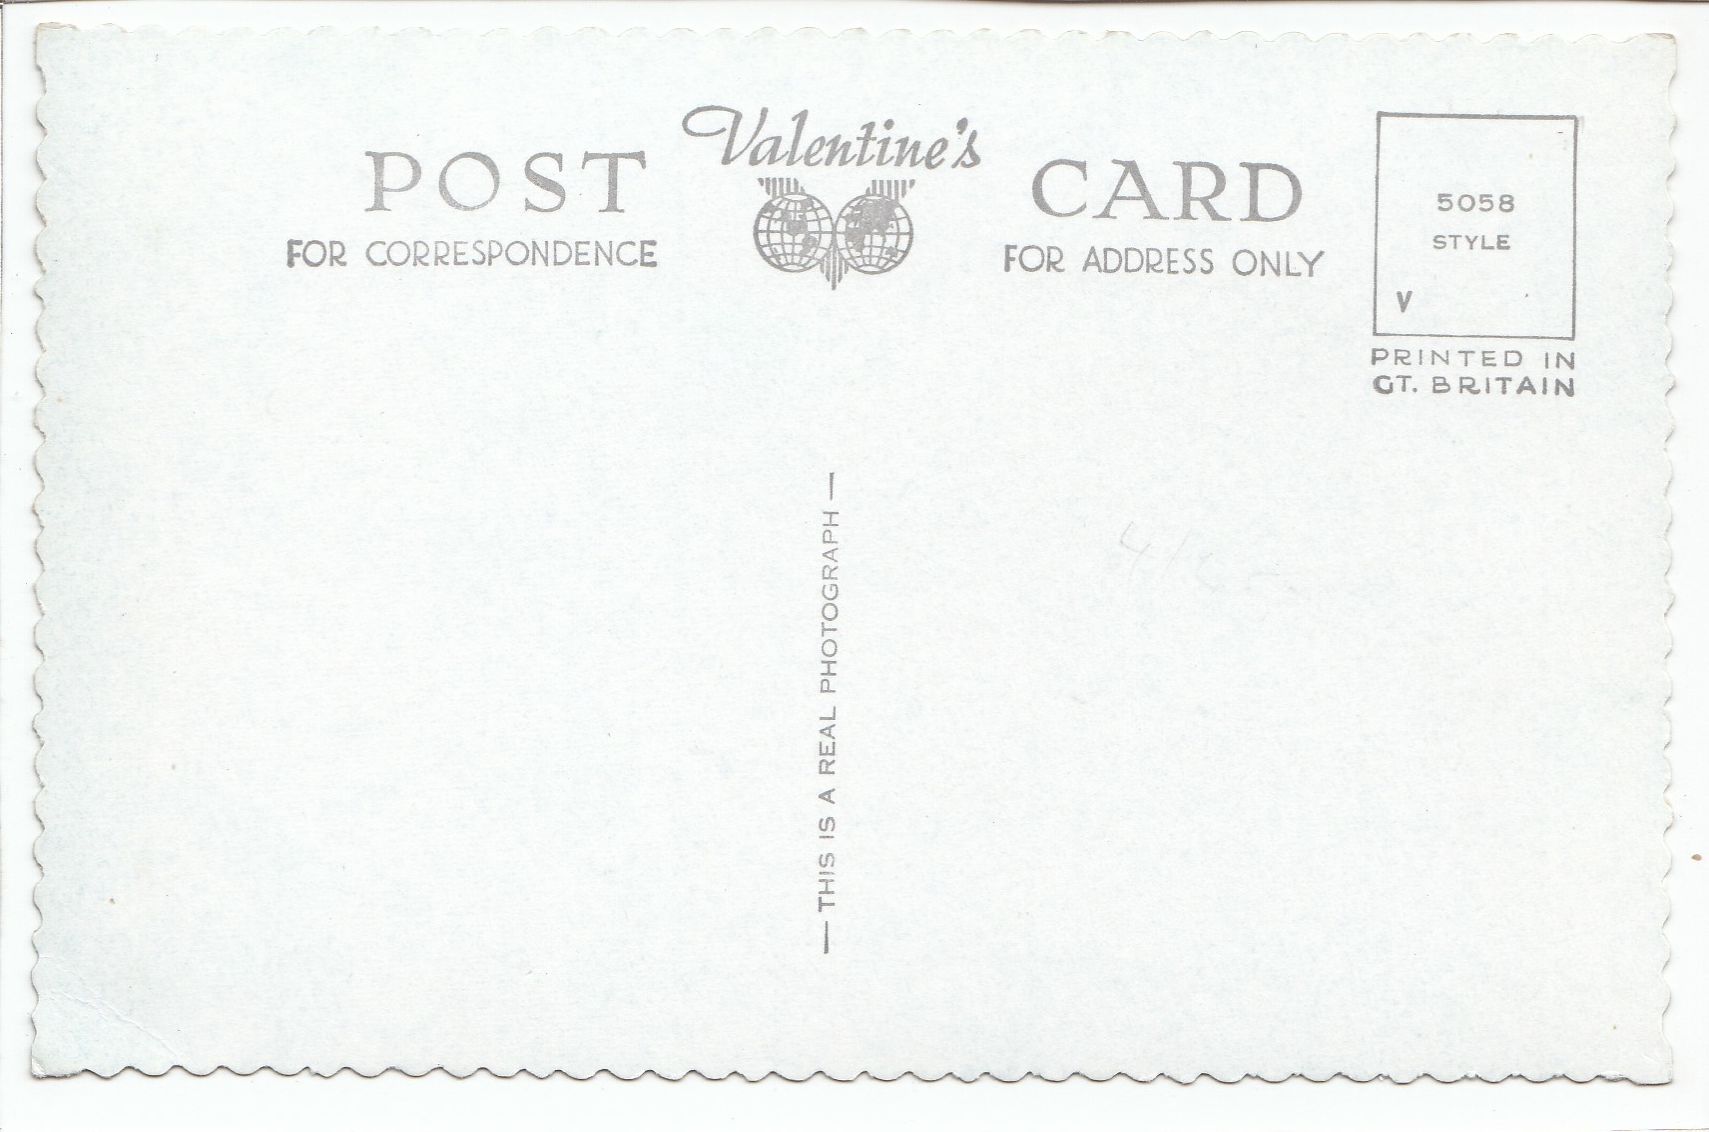 Valentine's
POST CARD
FOR CORRESPONDENCE
FOR ADDRESS ONLY
5058
STYLE
V
PRINTED IN
GT. BRITAIN
— THIS IS A REAL PHOTOGRAPH —